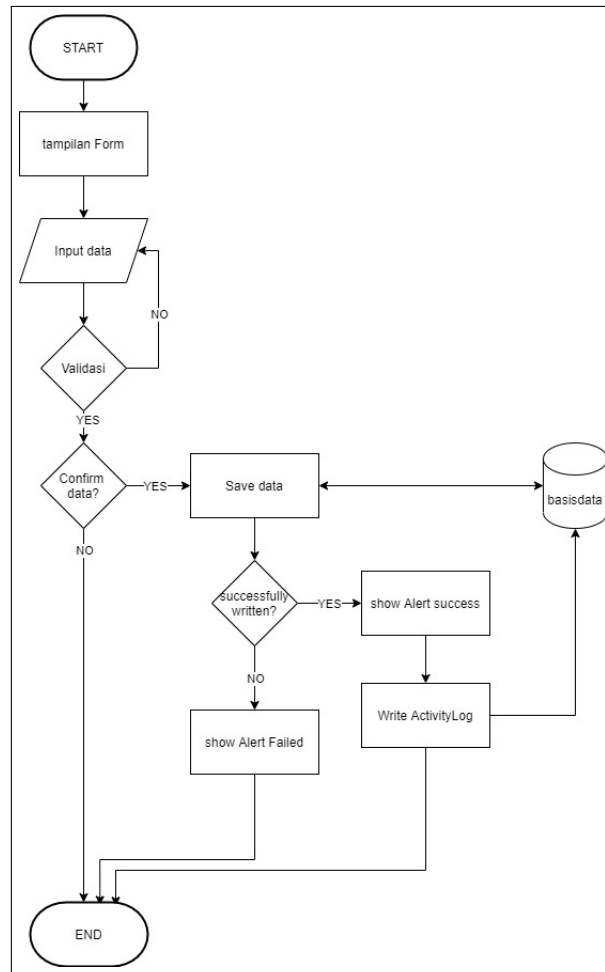 START
tampilan Form
Input data
NO
Validasi
YES
Confirm
data?
YES
Save data
basisdata
NO
successfully
written?
YES
show Alert success
NO
show Alert Failed
Write ActivityLog
END